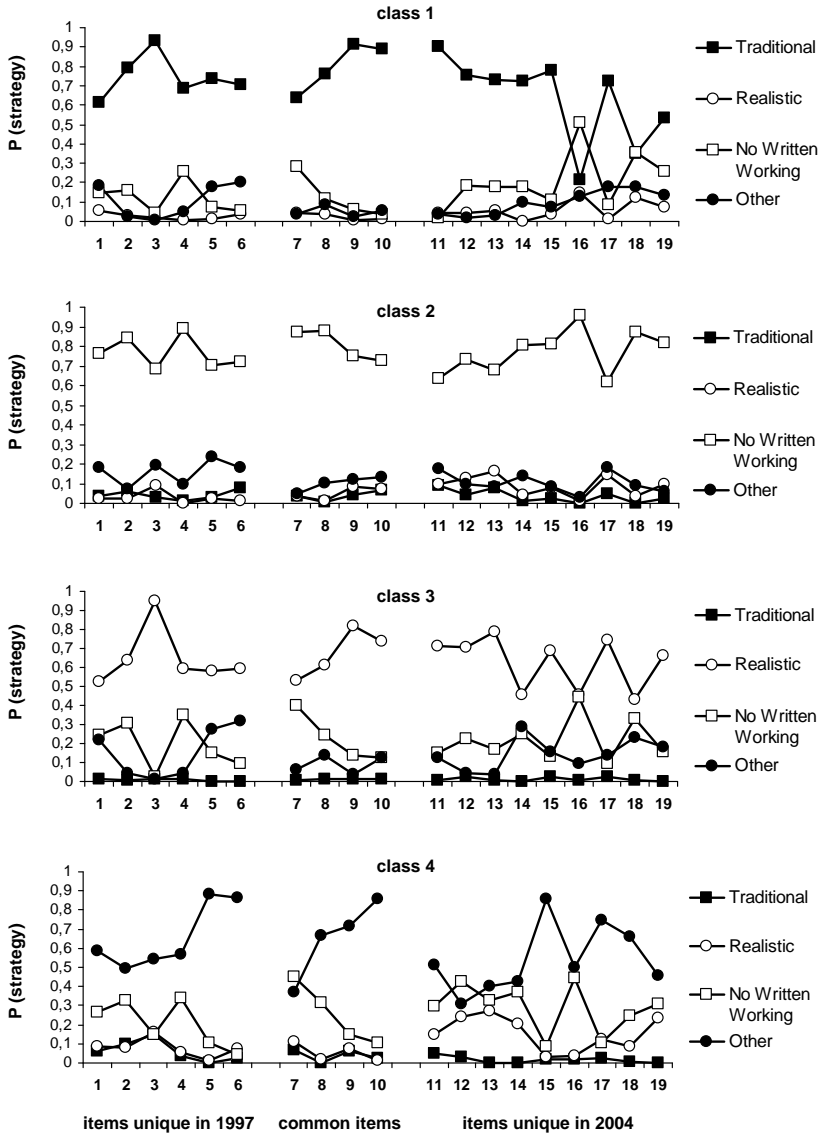 class 1
P (strategy)
1
0,9
0,8
0,7
0,6
0,5
0,4
0,3
0,2
0,1
0
1 2 3 4 5 6 7 8 9 10 11 12 13 14 15 16 17 18 19
Traditional
Realistic
No Written
Working
Other
class 2
P (strategy)
1
0,9
0,8
0,7
0,6
0,5
0,4
0,3
0,2
0,1
0
1 2 3 4 5 6 7 8 9 10 11 12 13 14 15 16 17 18 19
Traditional
Realistic
No Written
Working
Other
class 3
P (strategy)
1
0,9
0,8
0,7
0,6
0,5
0,4
0,3
0,2
0,1
0
1 2 3 4 5 6 7 8 9 10 11 12 13 14 15 16 17 18 19
Traditional
Realistic
No Written
Working
Other
class 4
P (strategy)
1
0,9
0,8
0,7
0,6
0,5
0,4
0,3
0,2
0,1
0
1 2 3 4 5 6 7 8 9 10 11 12 13 14 15 16 17 18 19
Traditional
Realistic
No Written
Working
Other
items unique in 1997 common items items unique in 2004